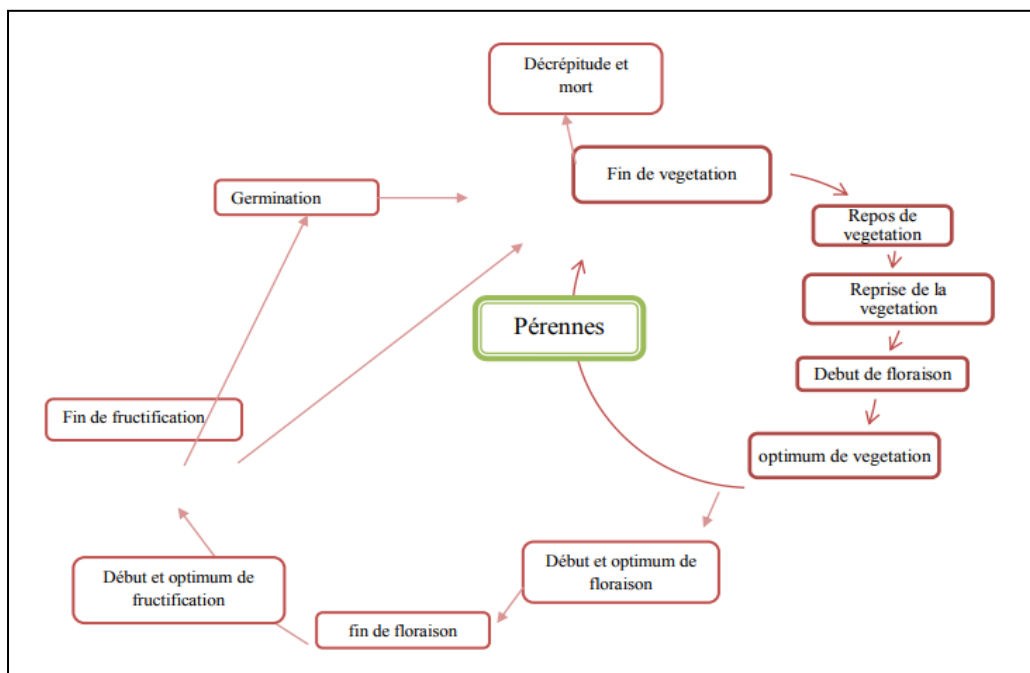 Décrépitude et
mort
Fin de vegetation
Germination
Repos de
vegetation
Reprise de la
vegetation
Pérennes
Debut de floraison
Fin de fructification
optimum de vegetation
Début et optimum de
floraison
Début et optimum de
fructification
fin de floraison